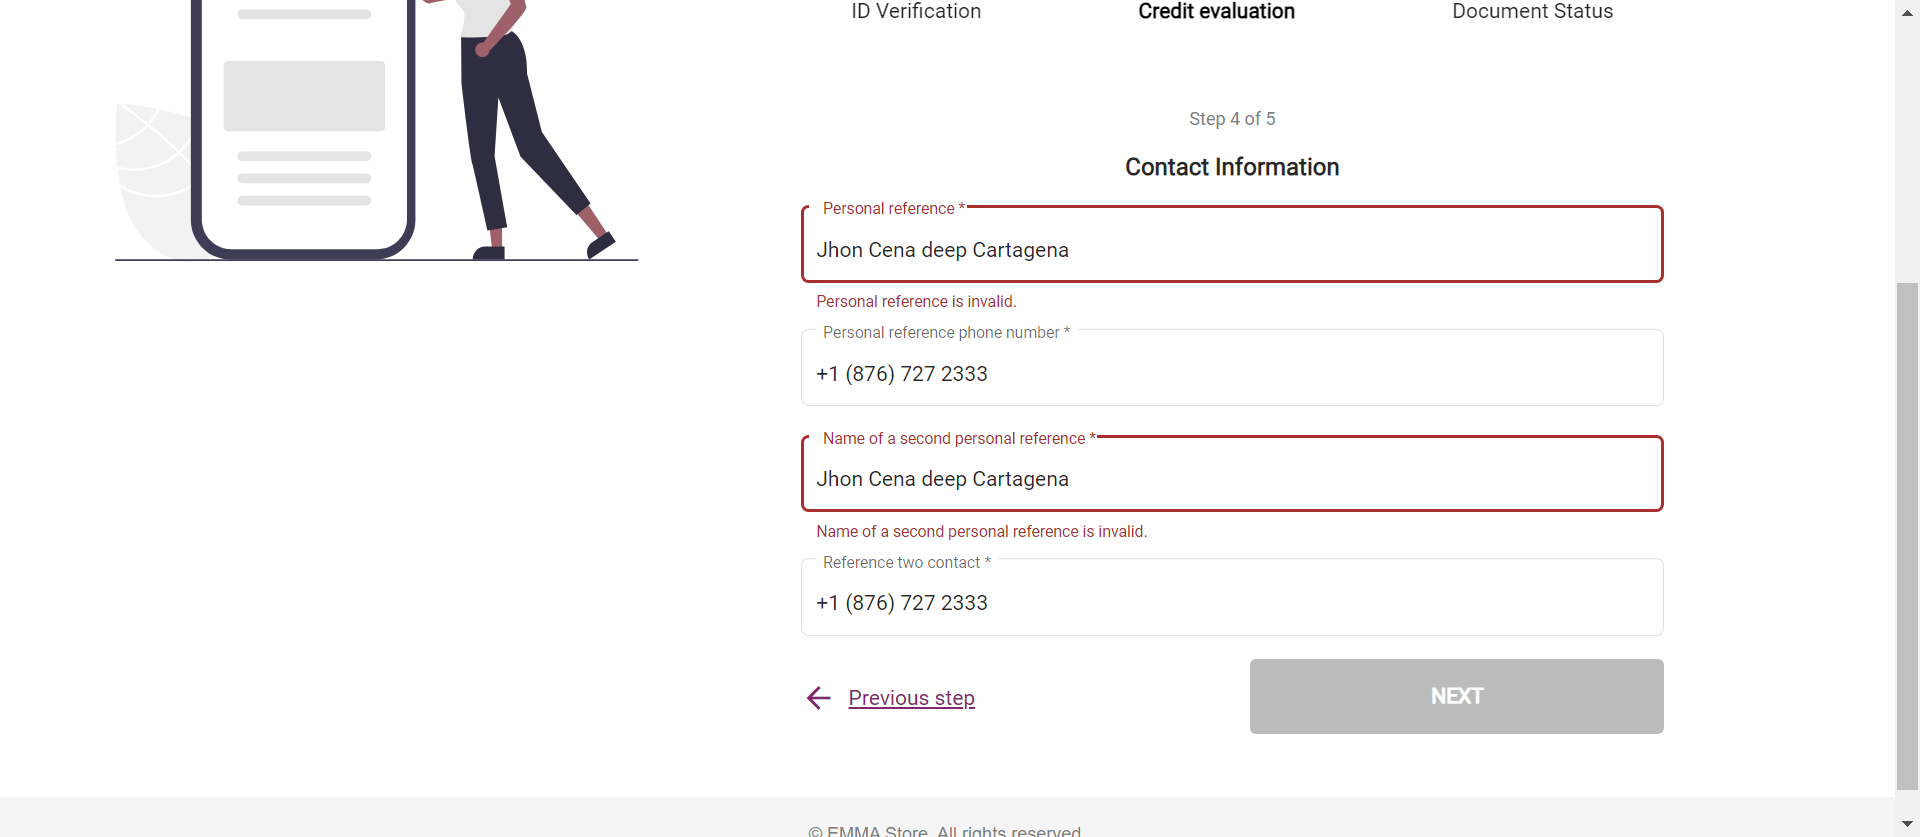 ID Verification
Credit evaluation
Document Status
Step 4 of 5
Contact Information
Personal reference *
Jhon Cena deep Cartagena
Personal reference is invalid.
Personal reference phone number *
+1 (876) 727 2333
Name of a second personal reference *
Jhon Cena deep Cartagena
Name of a second personal reference is invalid.
Reference two contact *
+1 (876) 727 2333
Previous step
NEXT
© EMMA Store. All rights reserved